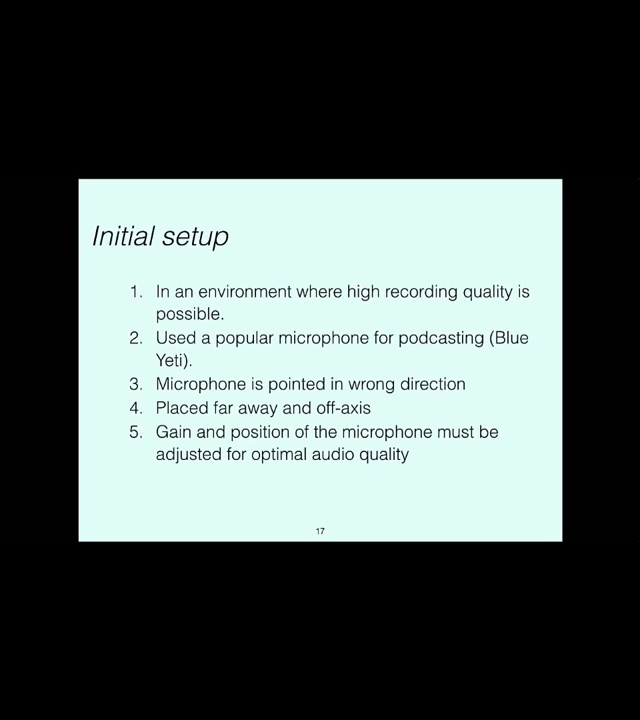 Initial setup
1. In an environment where high recording quality is
possible.
2. Used a popular microphone for podcasting (Blue
Yeti).
3. Microphone is pointed in wrong direction
4. Placed far away and off-axis
5. Gain and position of the microphone must be
adjusted for optimal audio quality
17